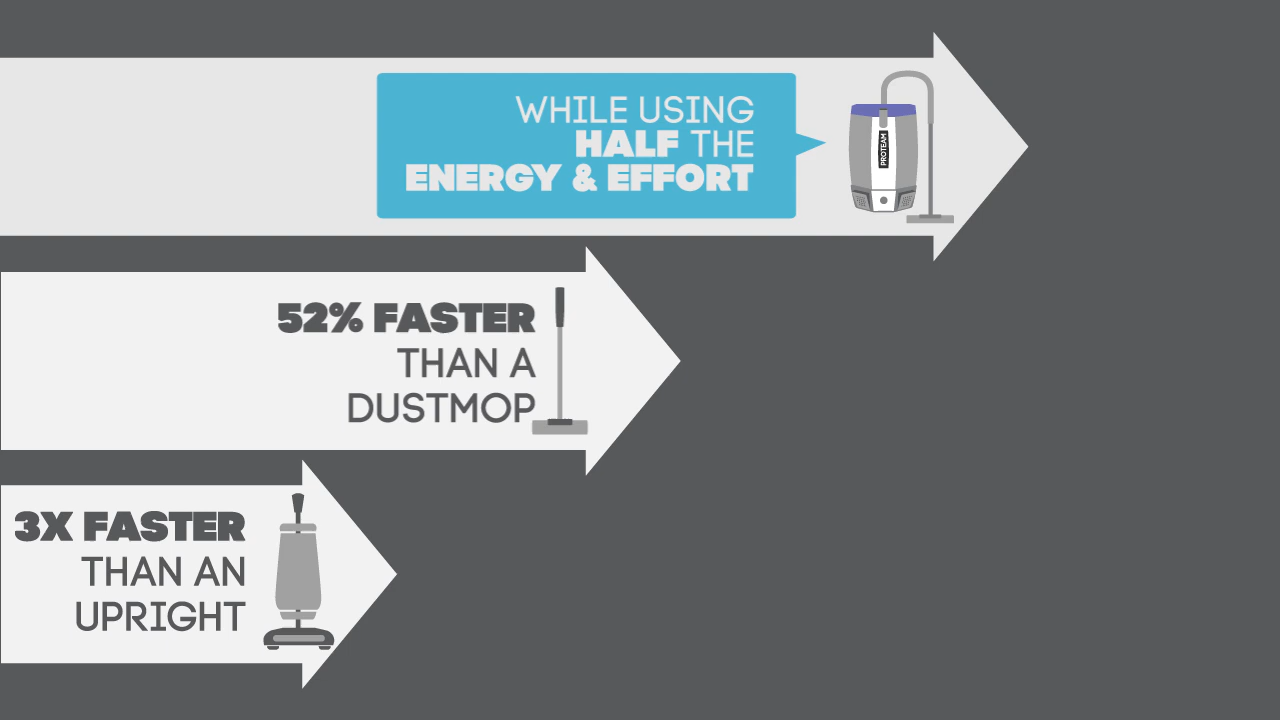 WHILE USING
HALF THE
ENERGY & EFFORT
PROTEAM
52% FASTER
THAN A
DUSTMOP
3X FASTER
THAN AN
UPRIGHT